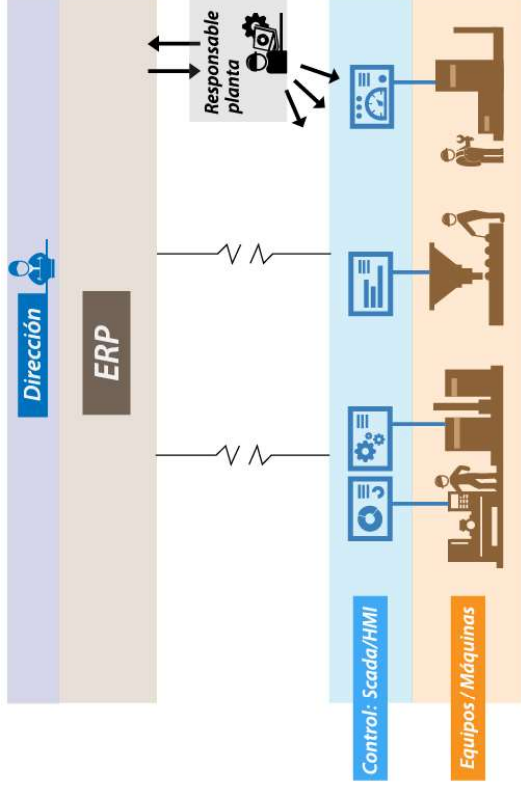 Dirección
ERP
Responsable
planta
Control: Scada/HMI
Equipos / Máquinas